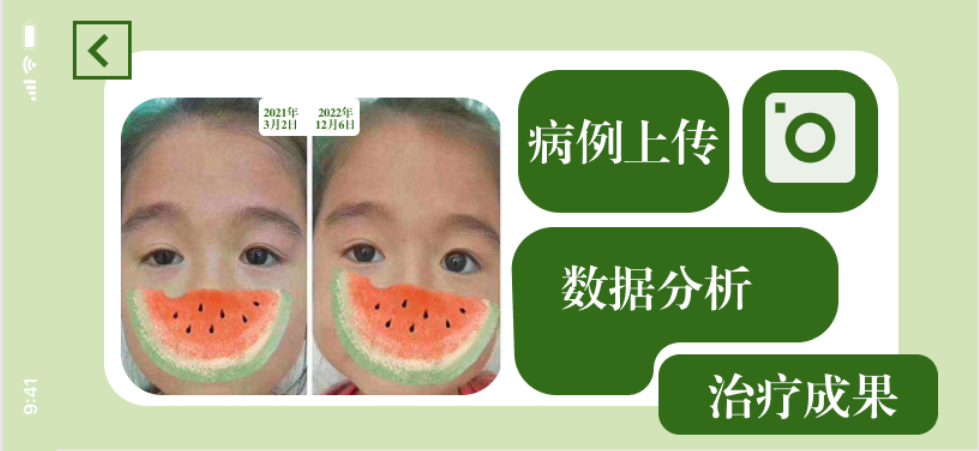 2021年
3月2日
2022年
12月6日
病例上传
数据分析
治疗成果
9:41